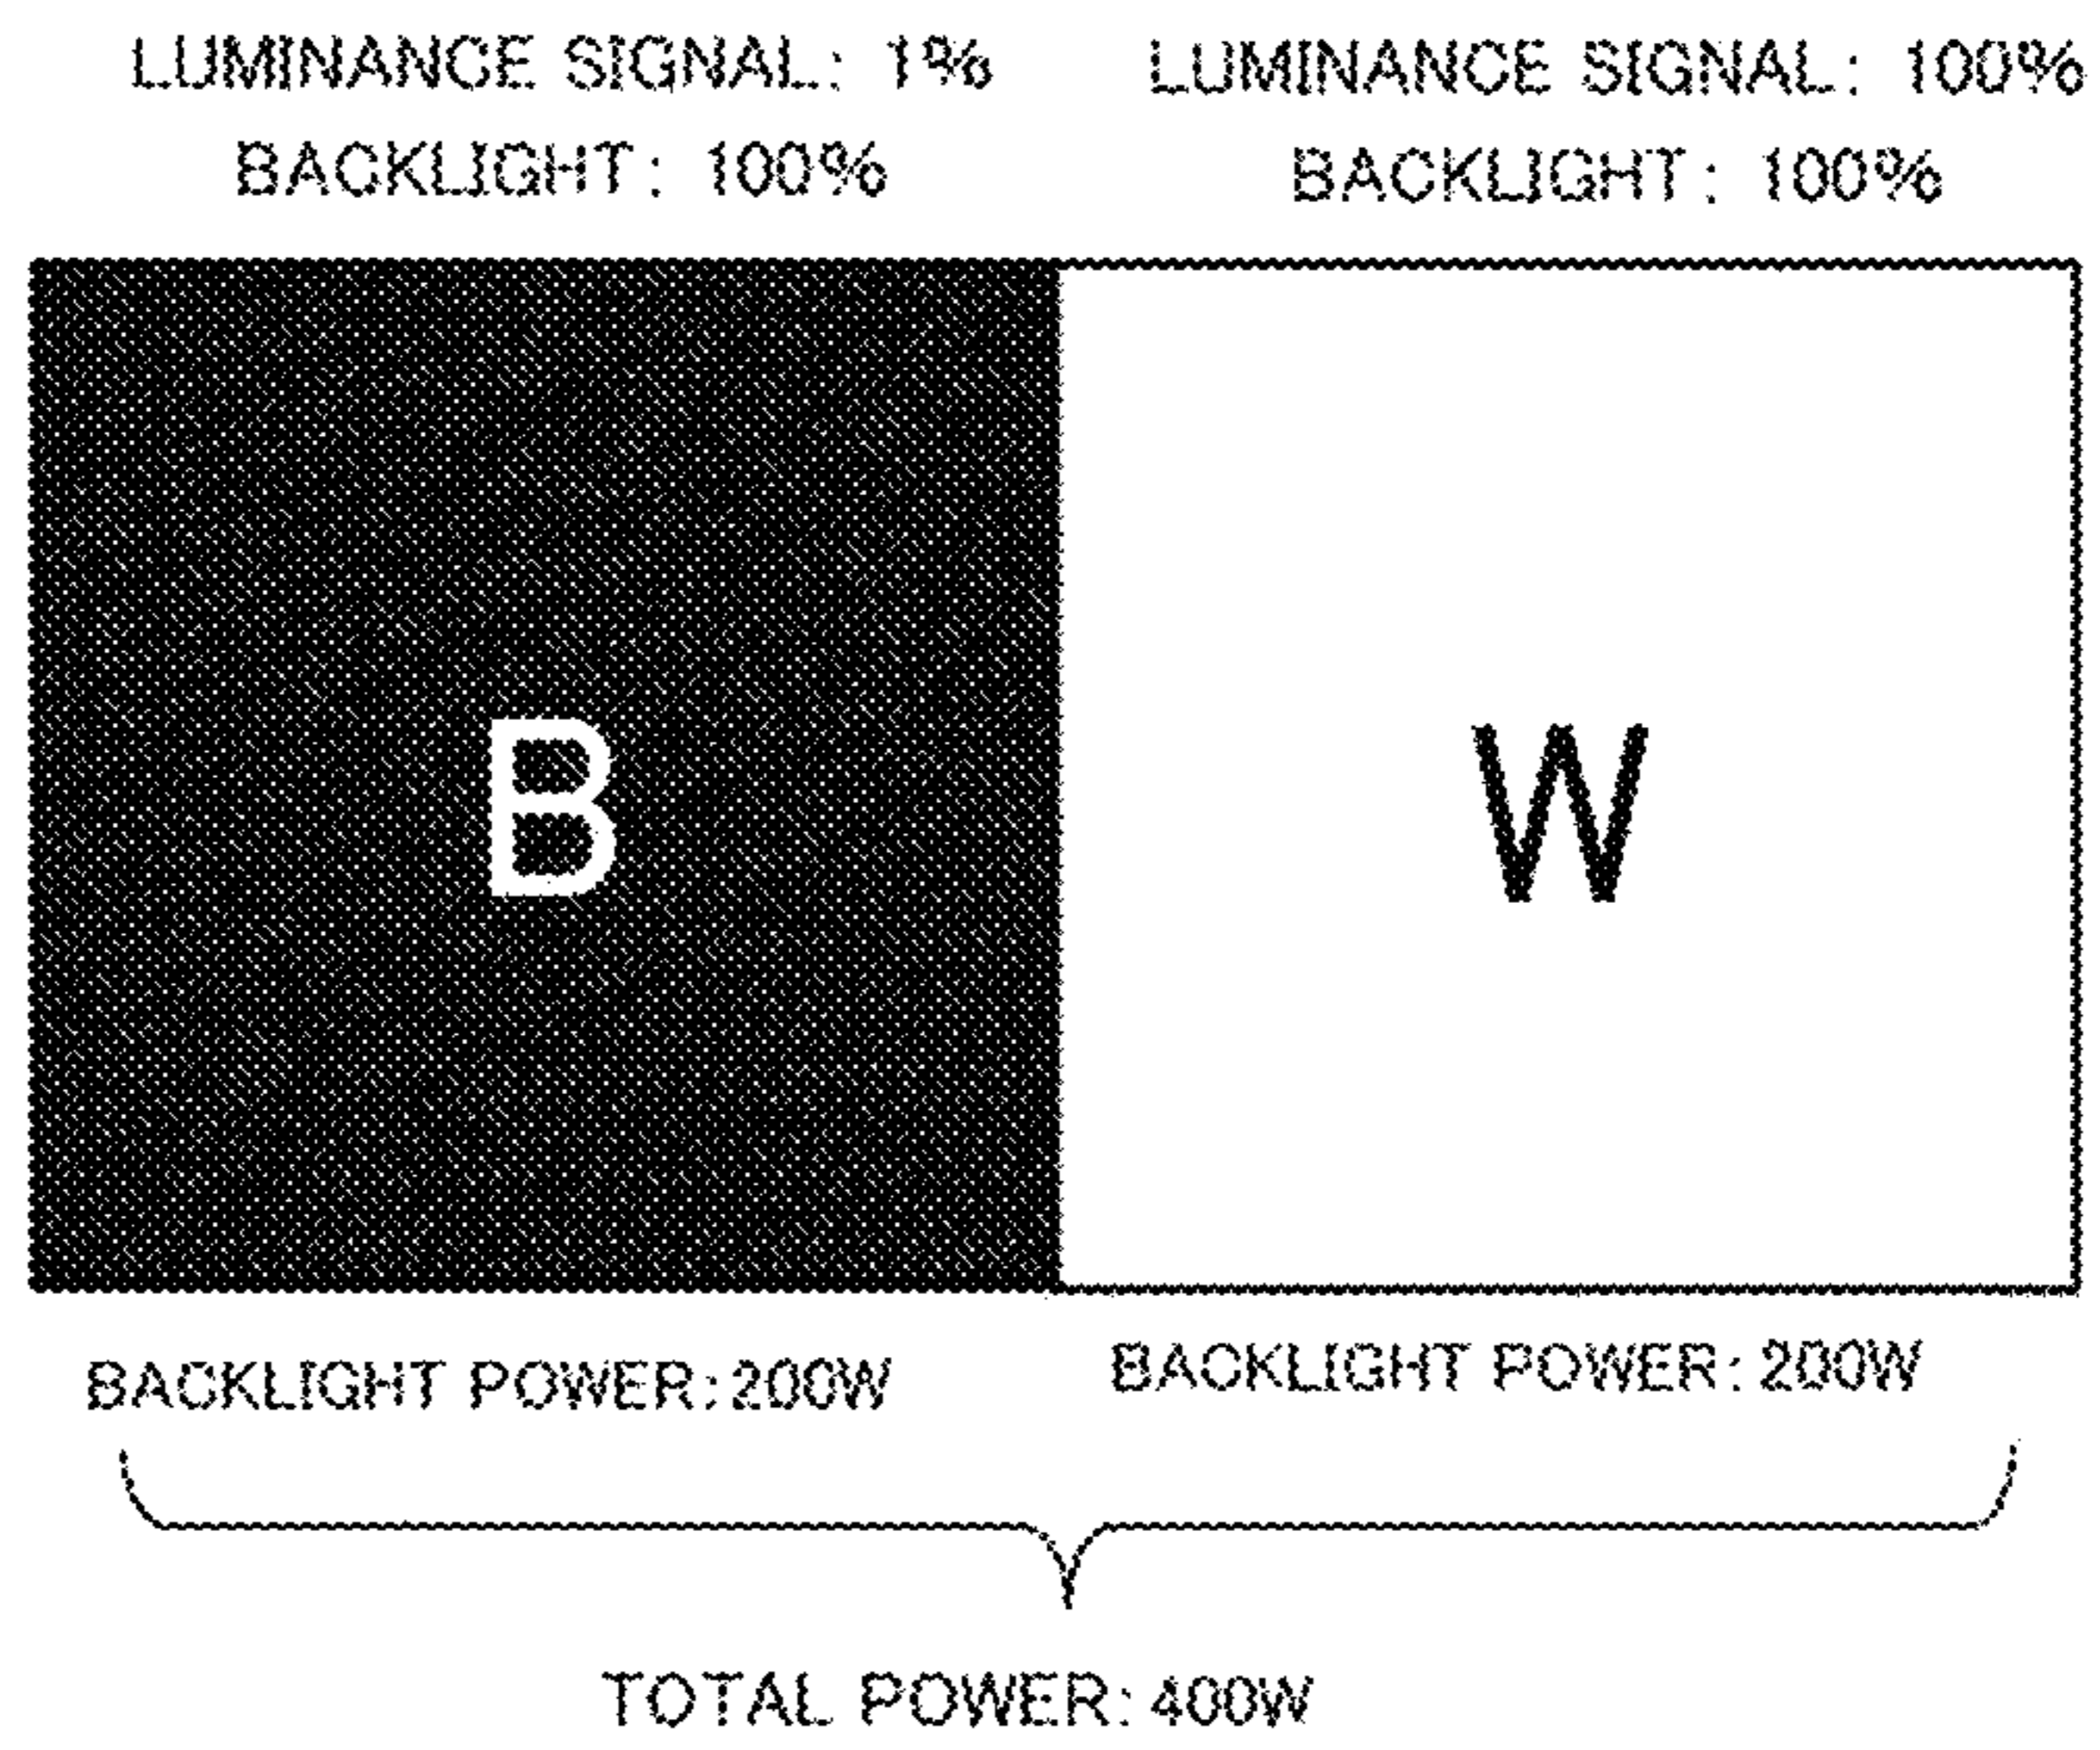 LUMINANCE SIGNAL: 1% LUMINANCE SIGNAL: 100%
BACKLIGHT: 100% BACKLIGHT: 100%
B W
BACKLIGHT POWER:200W BACKLIGHT POWER:200W
TOTAL POWER:400W